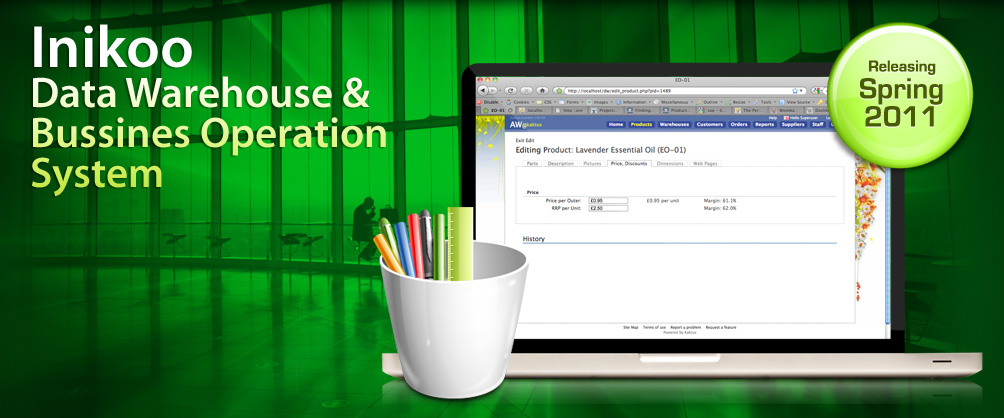 Inikoo
Data Warehouse &
Bussines Operation
System
Releasing
Spring
2011
EO-01
http://localhost/dw/edit_product.php?pid=1489
Disable Cookies CSS Forms Images Information Miscellaneous Outline Resize Tools View Source
EO-01
Help Hello Superuser
AW@kaktus
Home Products Warehouses Customers Orders Reports Suppliers Staff
Exit Edit
Editing Product: Lavender Essential Oil (EO-01)
Parts Description Pictures Price, Discounts Dimensions Web Pages
Price
Price per Outer: £0.95 £0.95 per unit Margin: 61.1%
RRP per Unit: £2.50 Margin: 62.0%
History
Site Map Terms of use Report a problem Request a feature
Powered by Kaktus